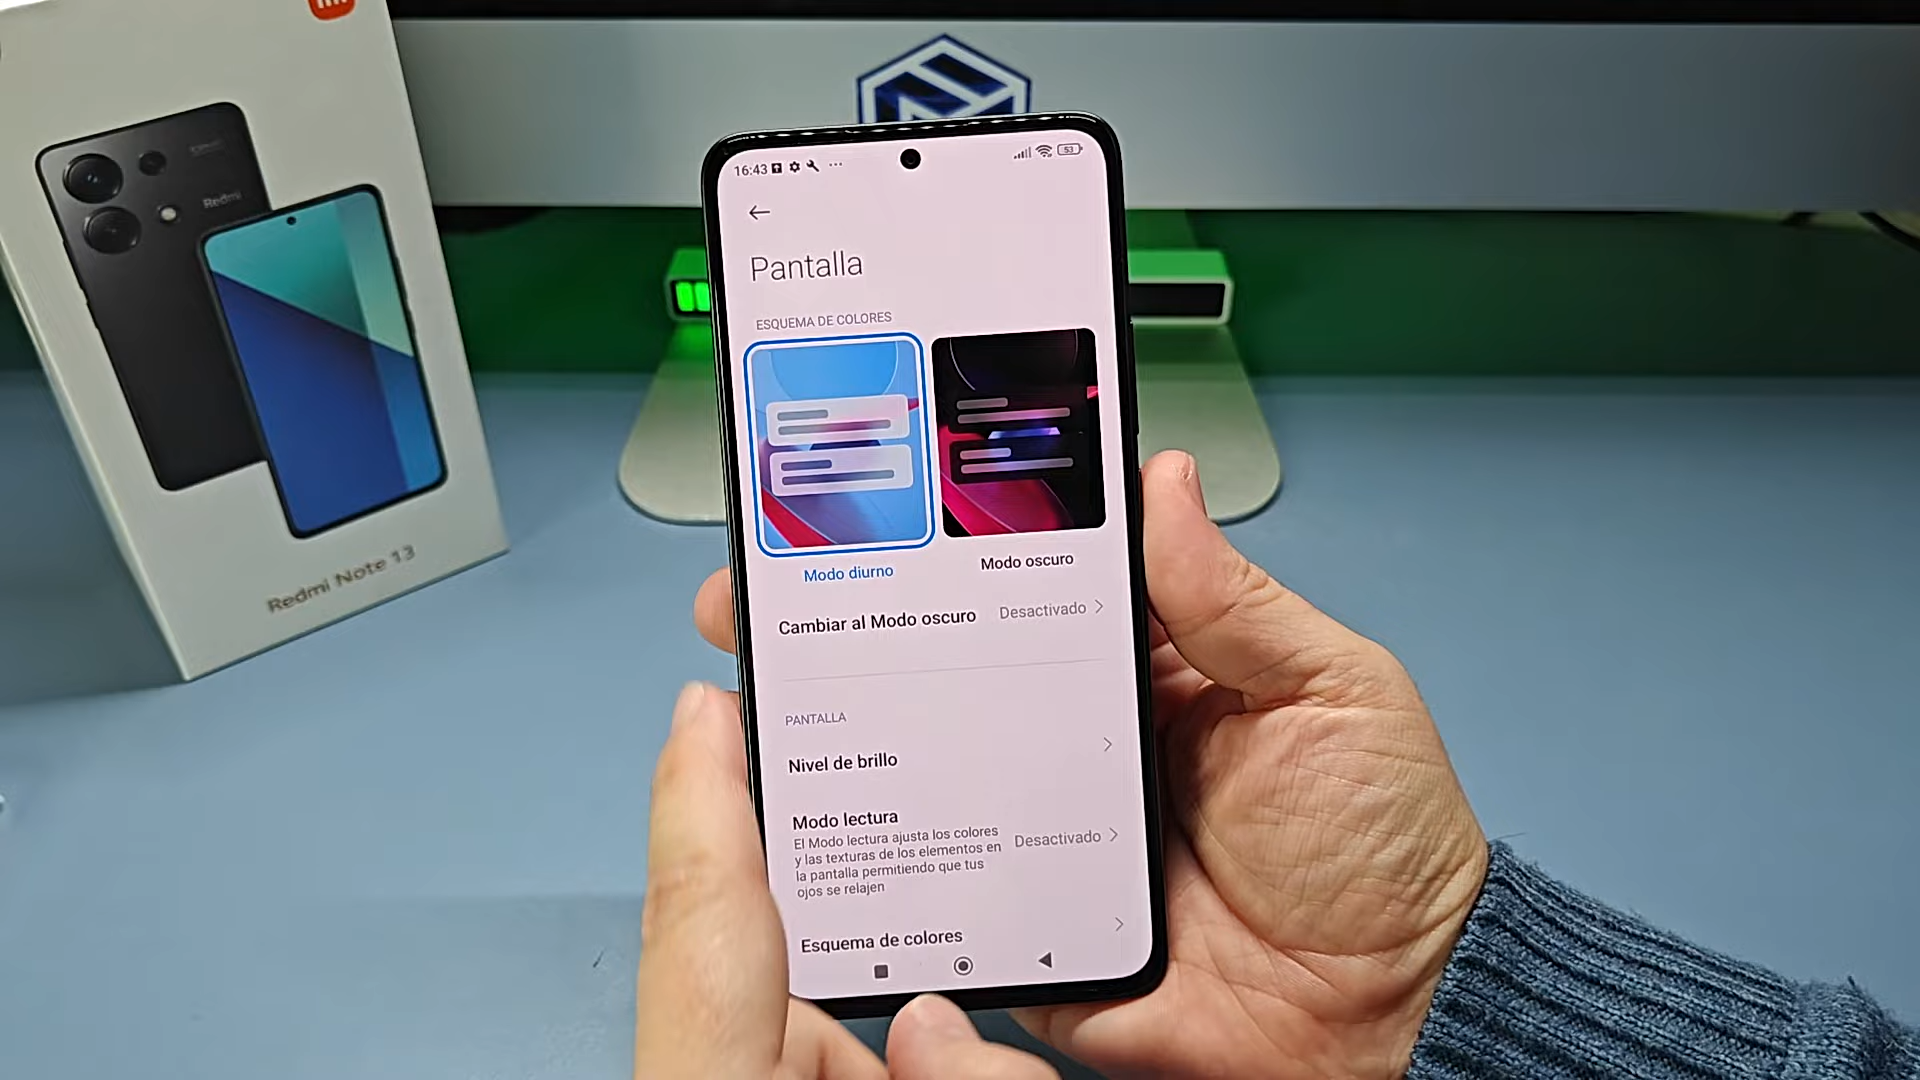 Redmi
Redmi Note 13
16:43
53
Pantalla
ESQUEMA DE COLORES
Modo diurno
Modo oscuro
Cambiar al Modo oscuro
Desactivado
PANTALLA
Nivel de brillo
Modo lectura
El Modo lectura ajusta los colores
y las texturas de los elementos en
la pantalla permitiendo que tus
ojos se relajen
Desactivado
Esquema de colores